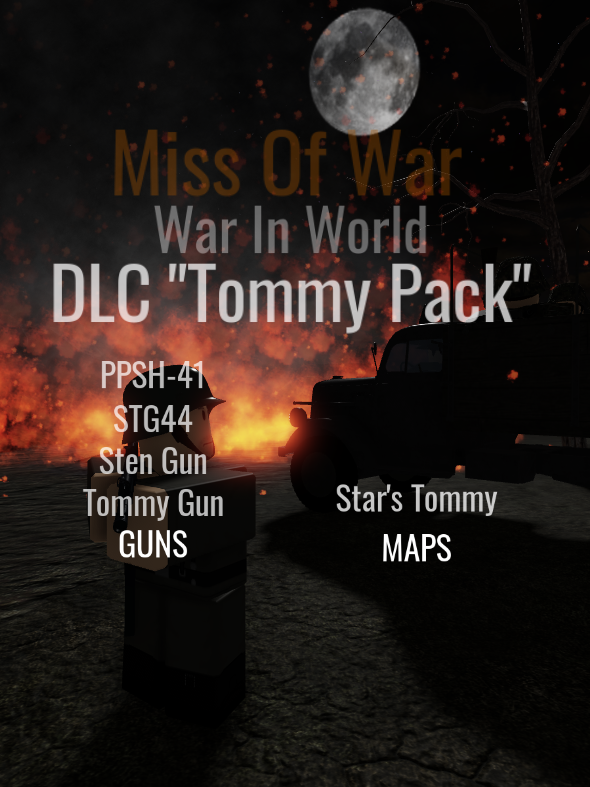 Miss Of War
War In World
DLC "Tommy Pack"
PPSH-41
STG44
Sten Gun
Tommy Gun
GUNS
Star's Tommy
MAPS